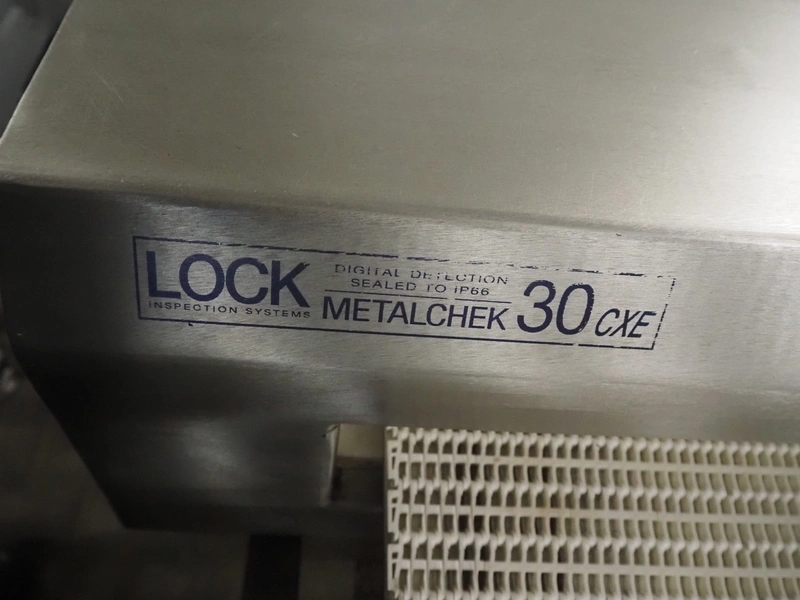 LOCK
INSPECTION SYSTEMS
DIGITAL DETECTION
SEALED TO IP66
METALCHEK
30 CXE